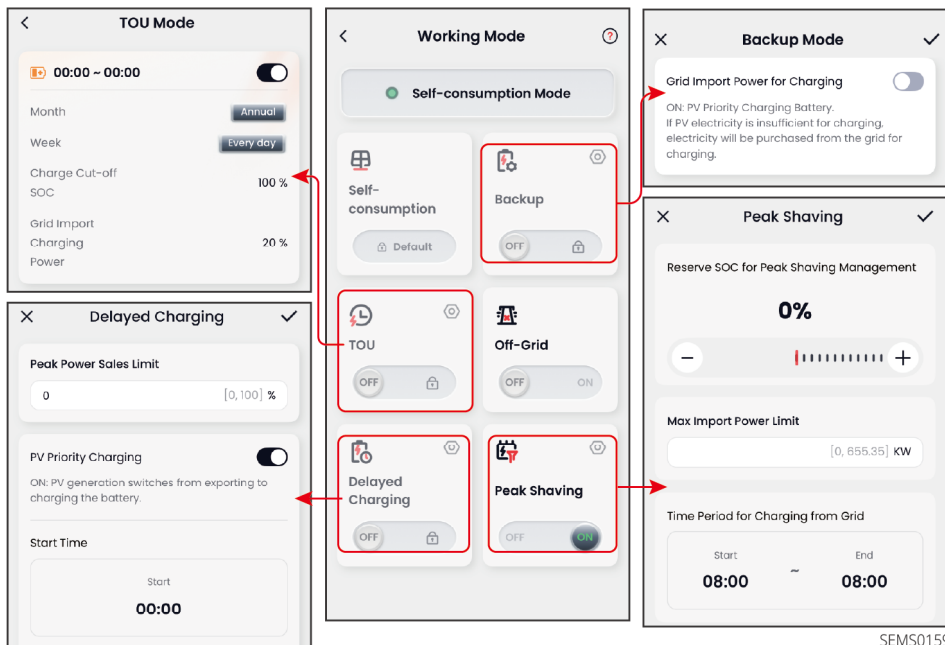 TOU Mode
00:00 ~ 00:00
Month
Annual
Week
Every day
Charge Cut-off
SOC
100 %
Grid Import
Charging
Power
20 %
Delayed Charging
Peak Power Sales Limit
0
[0, 100] %
PV Priority Charging
ON: PV generation switches from exporting to
charging the battery.
Start Time
Start
00:00
Working Mode
?
Self-consumption Mode
Self-
consumption
Default
Backup
OFF
TOU
OFF
Off-Grid
OFF
ON
Delayed
Charging
OFF
Peak Shaving
OFF
ON
Backup Mode
Grid Import Power for Charging
ON: PV Priority Charging Battery.
If PV electricity is insufficient for charging,
electricity will be purchased from the grid for
charging.
Peak Shaving
Reserve SOC for Peak Shaving Management
0%
Max Import Power Limit
[0, 655.35] KW
Time Period for Charging from Grid
Start
End
08:00
~
08:00
SEMS0159